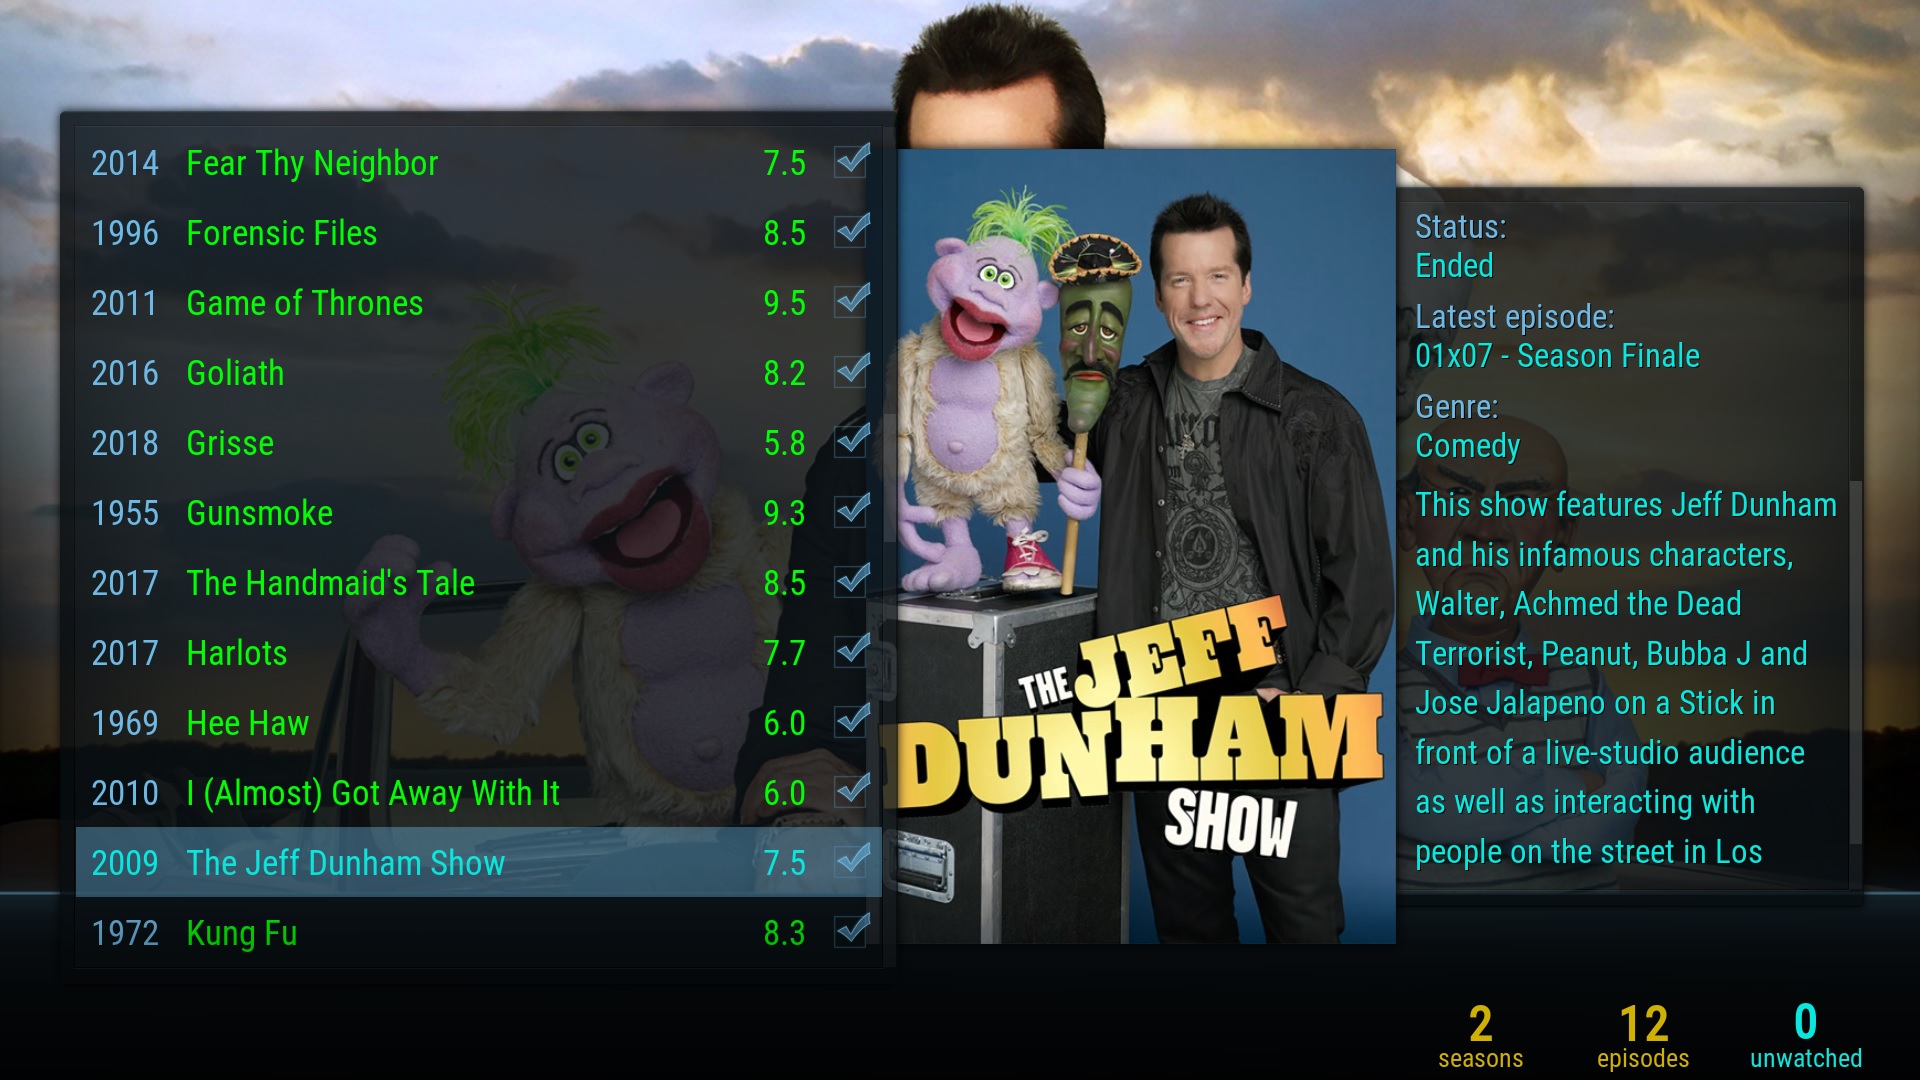 2014 Fear Thy Neighbor 7.5
1996 Forensic Files 8.5
2011 Game of Thrones 9.5
2016 Goliath 8.2
2018 Grisse 5.8
1955 Gunsmoke 9.3
2017 The Handmaid's Tale 8.5
2017 Harlots 7.7
1969 Hee Haw 6.0
2010 I (Almost) Got Away With It 6.0
2009 The Jeff Dunham Show 7.5
1972 Kung Fu 8.3
THE JEFF
DUNHAM
SHOW
Status:
Ended
Latest episode:
01x07 - Season Finale
Genre:
Comedy
This show features Jeff Dunham
and his infamous characters,
Walter, Achmed the Dead
Terrorist, Peanut, Bubba J and
Jose Jalapeno on a Stick in
front of a live-studio audience
as well as interacting with
people on the street in Los
2 12 0
seasons episodes unwatched